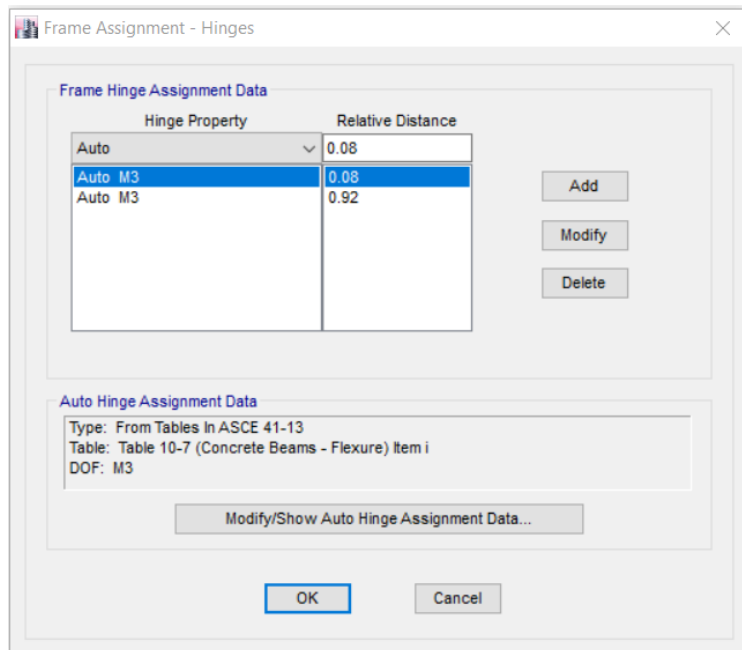 Frame Assignment - Hinges
Frame Hinge Assignment Data
Hinge Property Relative Distance
Auto 0.08
Auto M3 0.08
Auto M3 0.92
Add
Modify
Delete
Auto Hinge Assignment Data
Type: From Tables In ASCE 41-13
Table: Table 10-7 (Concrete Beams - Flexure) Item i
DOF: M3
Modify/Show Auto Hinge Assignment Data...
OK Cancel